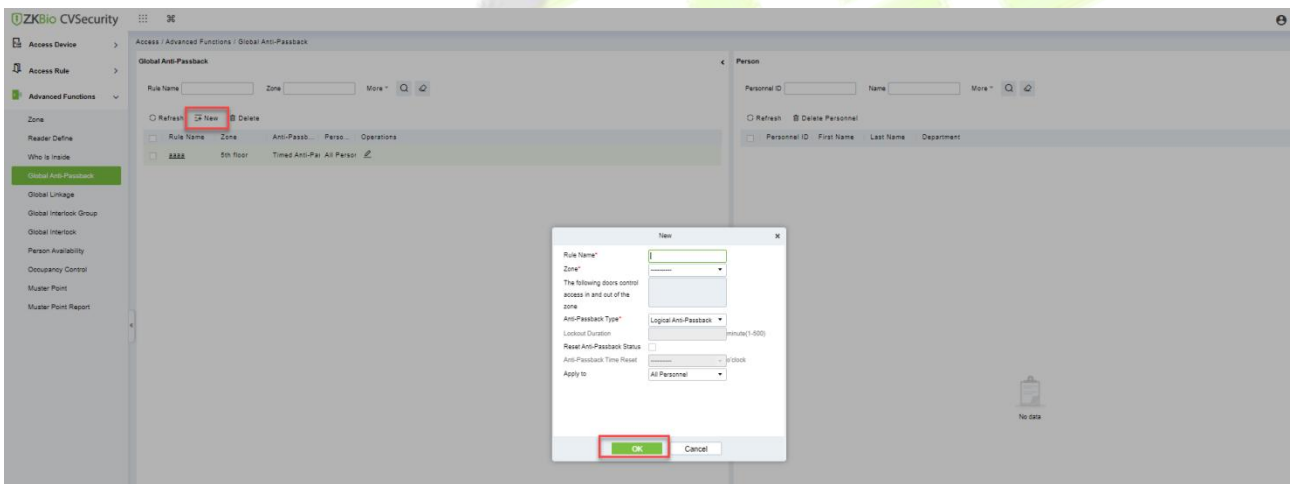 ZKBio CVSecurity
Access Device
Access Rule
Advanced Functions
Zone
Reader Define
Who Is Inside
Global Anti-Passback
Global Linkage
Global Interlock Group
Global Interlock
Person Availability
Occupancy Control
Muster Point
Muster Point Report
Access / Advanced Functions / Global Anti-Passback
Global Anti-Passback
Rule Name Zone More
Refresh New Delete
Rule Name Zone Anti-Passb... Perso... Operations
aaaa 5th floor Timed Anti-Pas All Person
Person
Personnel ID Name More
Refresh Delete Personnel
Personnel ID First Name Last Name Department
No data
New
Rule Name*
Zone* ----------
The following doors control
access in and out of the
zone
Anti-Passback Type* Logical Anti-Passback
Lockout Duration minute(1-500)
Reset Anti-Passback Status
Anti-Passback Time Reset ---------- o'clock
Apply to All Personnel
OK Cancel